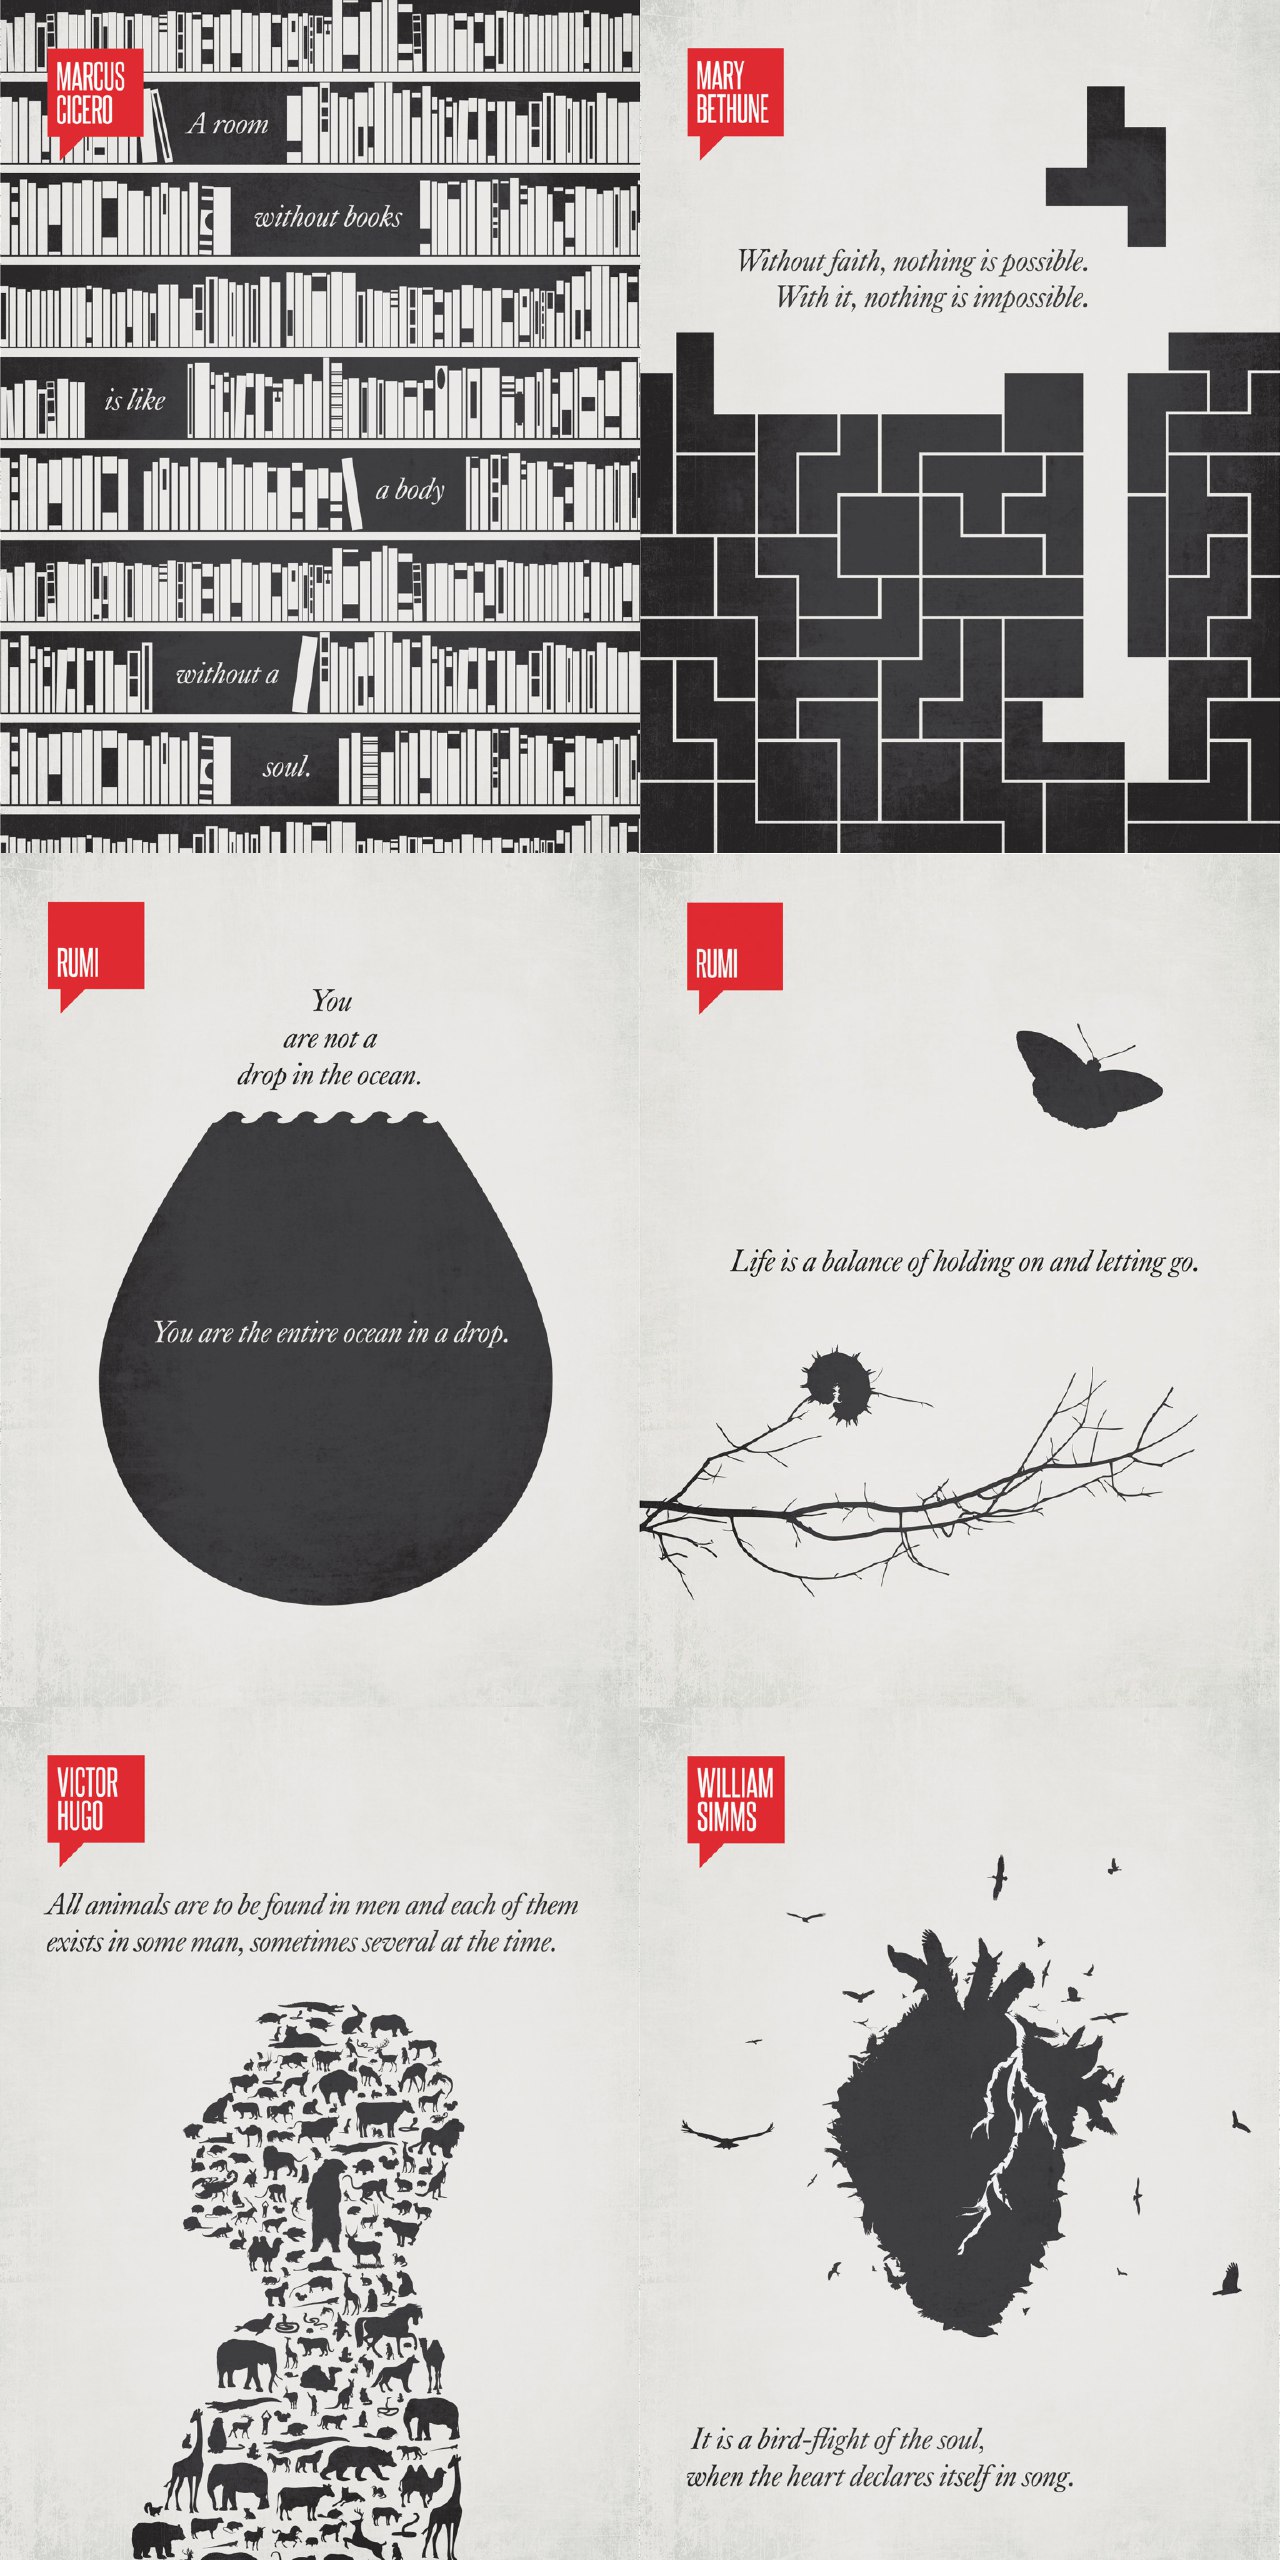 MARCUS
CICERO
A room
without books
is like
a body
without a
soul.
MARY
BETHUNE
Without faith, nothing is possible.
With it, nothing is impossible.
RUMI
You
are not a
drop in the ocean.
You are the entire ocean in a drop.
RUMI
Life is a balance of holding on and letting go.
VICTOR
HUGO
All animals are to be found in men and each of them
exists in some man, sometimes several at the time.
WILLIAM
SIMMS
It is a bird-flight of the soul,
when the heart declares itself in song.